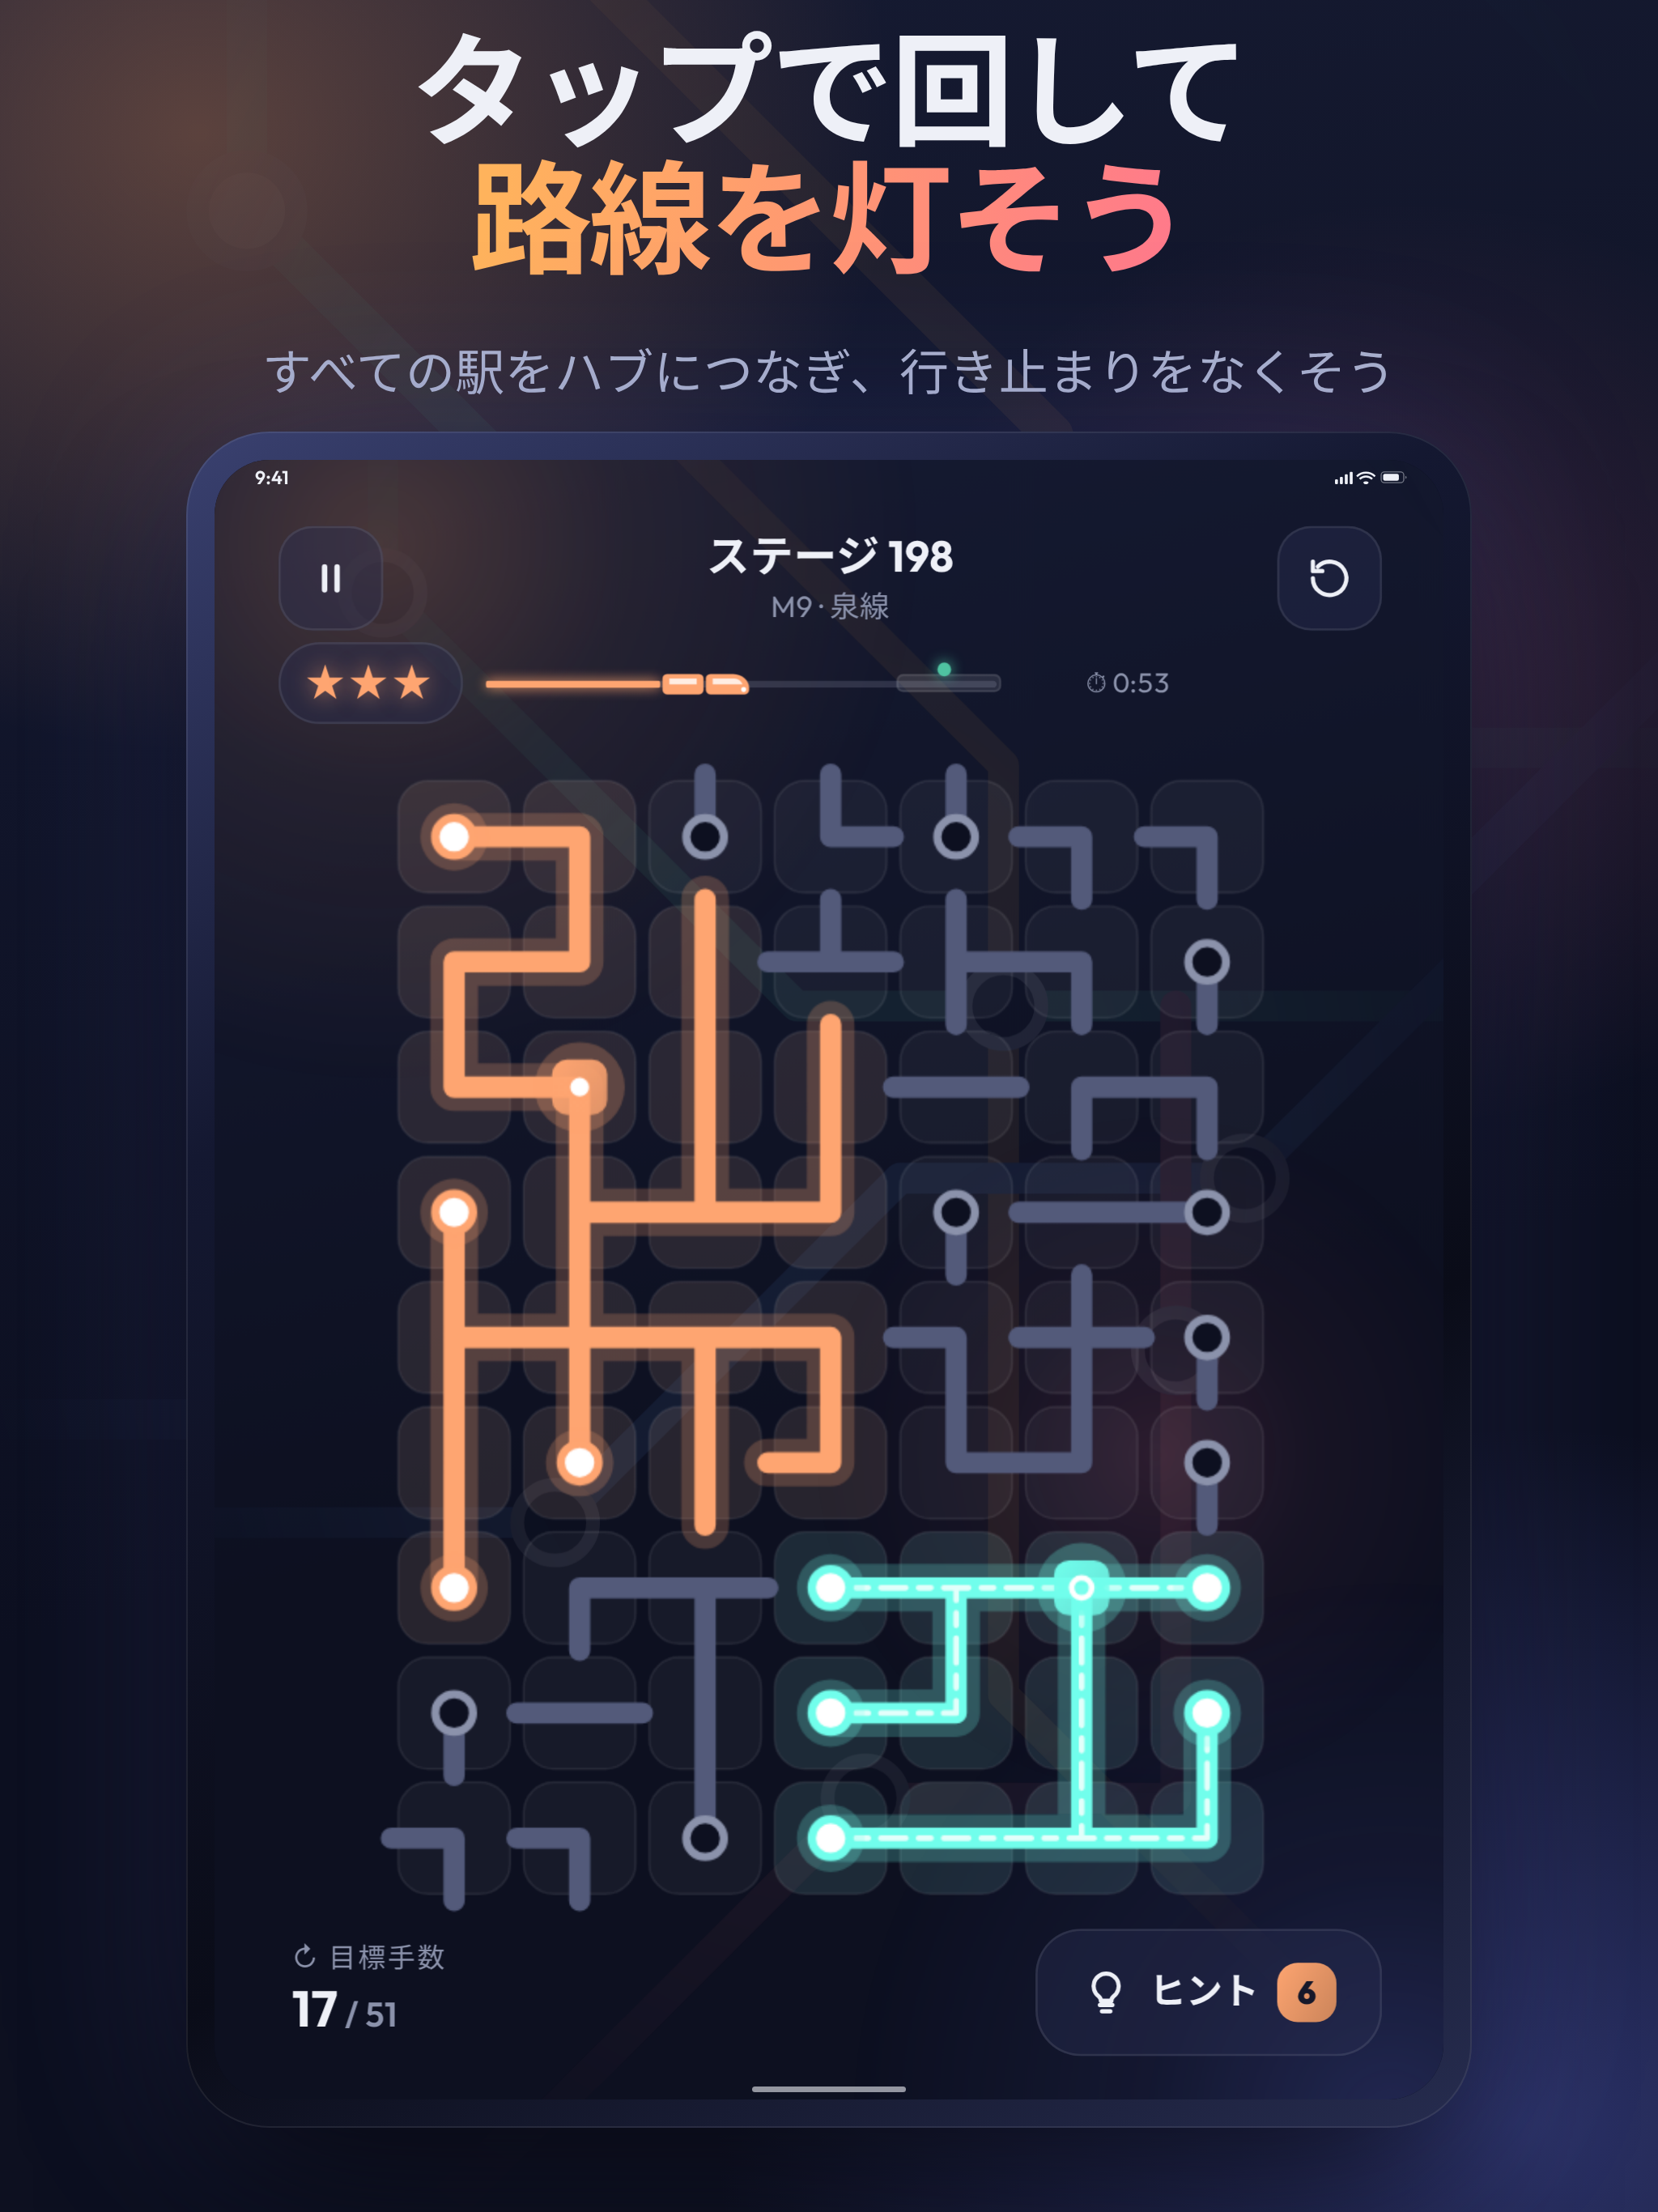 タップで回して
路線を灯そう
すべての駅をハブにつなぎ、行き止まりをなくそう
9:41
ステージ 198
M9・泉線
★★★
0:53
目標手数
17 / 51
ヒント 6